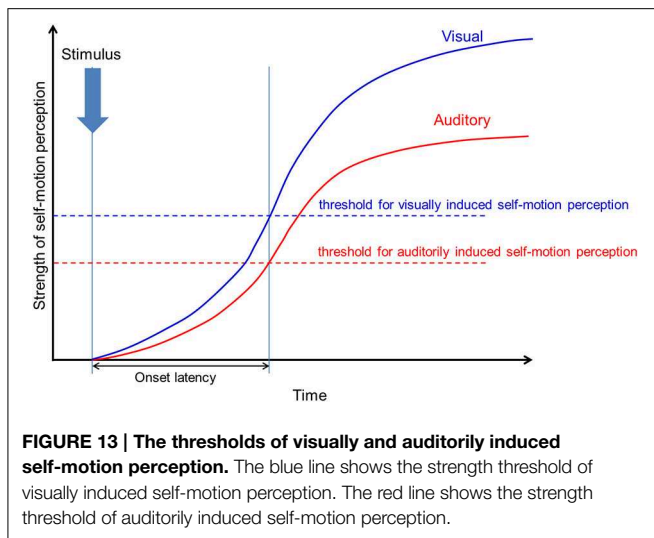 Visual
Stimulus
Auditory
threshold for visually induced self-motion perception
threshold for auditorily induced self-motion perception
Strength of self-motion perception
Onset latency
Time
FIGURE 13 | The thresholds of visually and auditorily induced
self-motion perception. The blue line shows the strength threshold of
visually induced self-motion perception. The red line shows the strength
threshold of auditorily induced self-motion perception.